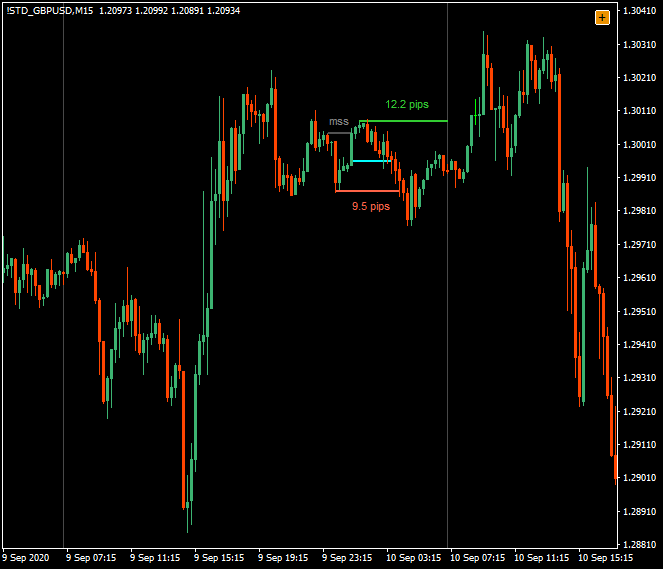 !STD_GBPUSD,M15 1.20973 1.20992 1.20891 1.20934
+
1.30410
1.30310
1.30210
1.30110
1.30010
1.29910
1.29810
1.29710
1.29610
1.29510
1.29410
1.29310
1.29210
1.29010
1.28910
1.28810
12.2 pips
mss
9.5 pips
9 Sep 2020
9 Sep 07:15
9 Sep 11:15
9 Sep 15:15
9 Sep 19:15
9 Sep 23:15
10 Sep 03:15
10 Sep 07:15
10 Sep 11:15
10 Sep 15:15